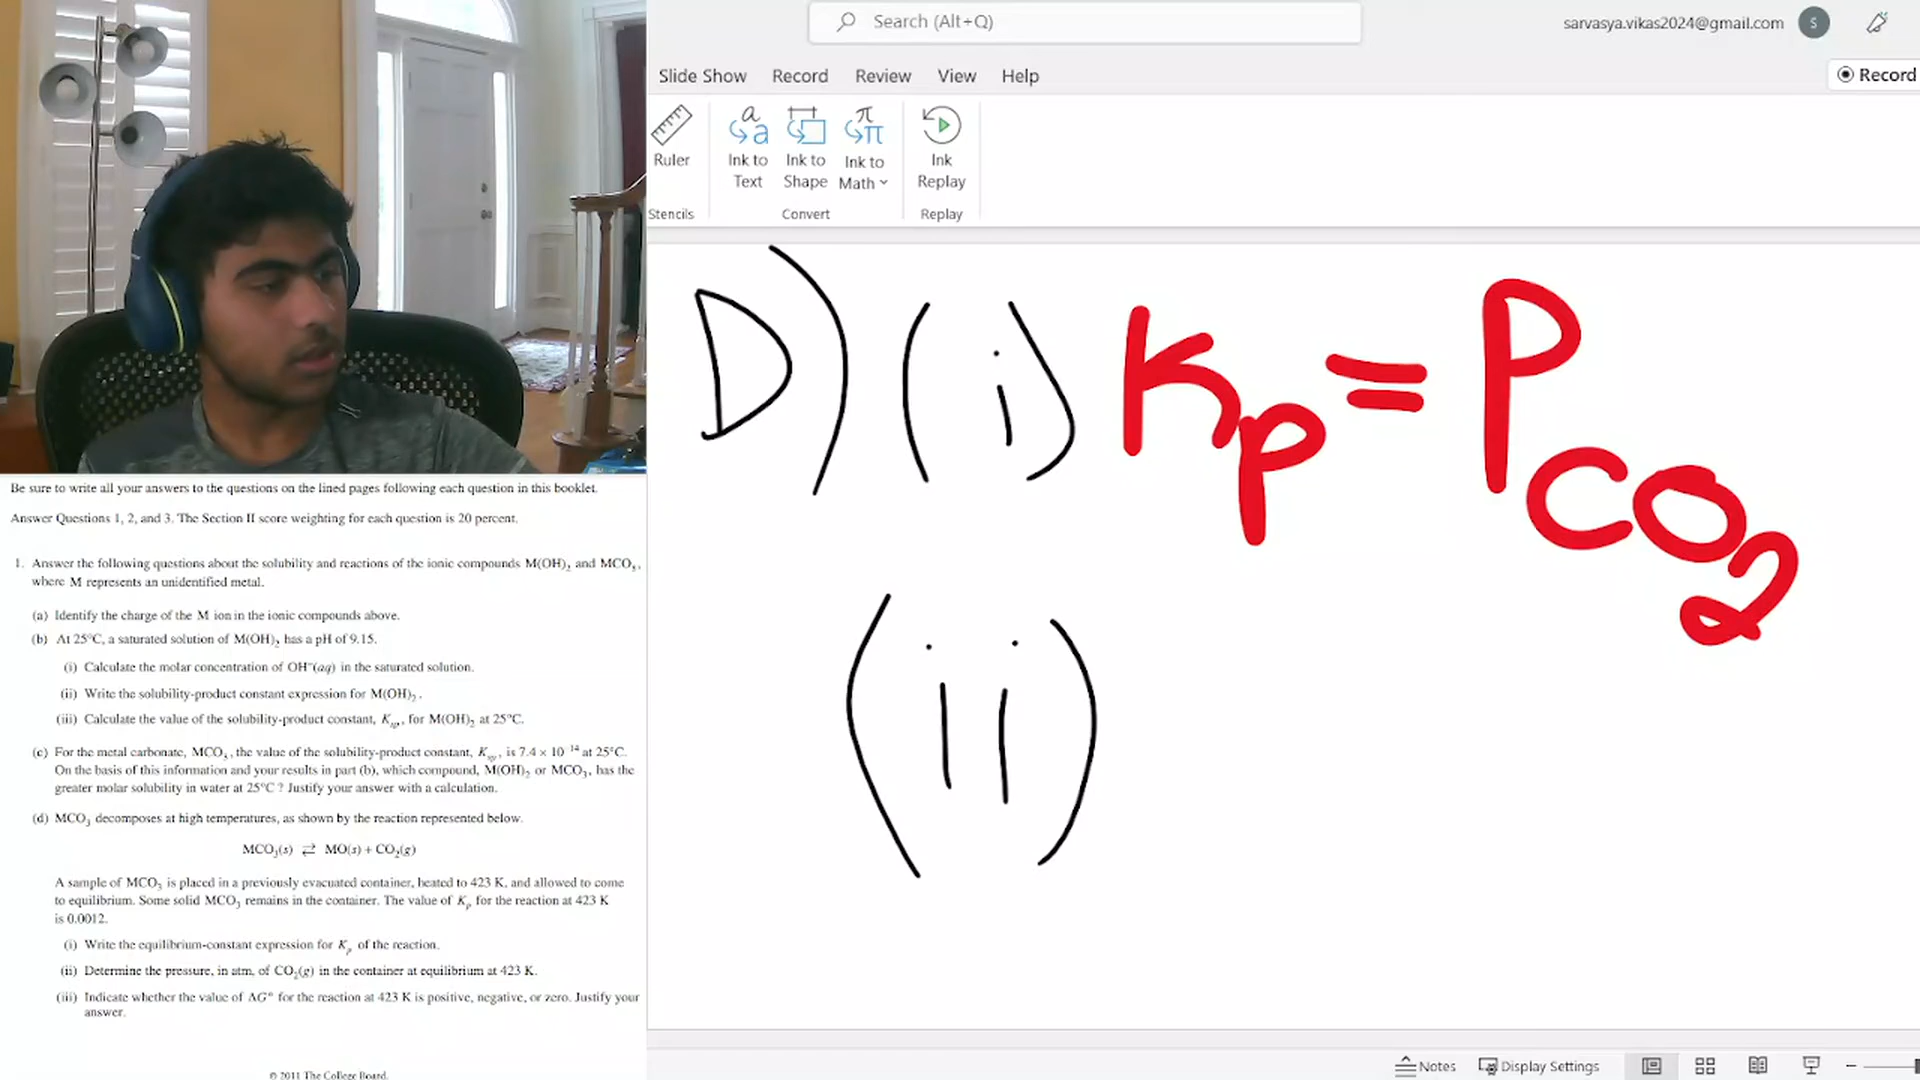 Search (Alt+Q)
sarvasya.vikas2024@gmail.com
S
Slide Show Record Review View Help
Record
Ruler
Ink to Text
Ink to Shape
Ink to Math
Ink Replay
Stencils
Convert
Replay
D) (i) Kp = PCO2
(ii)
Be sure to write all your answers to the questions on the lined pages following each question in this booklet.
Answer Questions 1, 2, and 3. The Section II score weighting for each question is 20 percent.
1. Answer the following questions about the solubility and reactions of the ionic compounds M(OH)₂ and MCO₃,
where M represents an unidentified metal.
(a) Identify the charge of the M ion in the ionic compounds above.
(b) At 25°C, a saturated solution of M(OH)₂ has a pH of 9.15.
(i) Calculate the molar concentration of OH⁻(aq) in the saturated solution.
(ii) Write the solubility-product constant expression for M(OH)₂.
(iii) Calculate the value of the solubility-product constant, Ksp, for M(OH)₂ at 25°C.
(c) For the metal carbonate, MCO₃, the value of the solubility-product constant, Ksp, is 7.4 × 10⁻¹⁴ at 25°C.
On the basis of this information and your results in part (b), which compound, M(OH)₂ or MCO₃, has the
greater molar solubility in water at 25°C ? Justify your answer with a calculation.
(d) MCO₃ decomposes at high temperatures, as shown by the reaction represented below.
MCO₃(s) ⇄ MO(s) + CO₂(g)
A sample of MCO₃ is placed in a previously evacuated container, heated to 423 K, and allowed to come
to equilibrium. Some solid MCO₃ remains in the container. The value of Kp for the reaction at 423 K
is 0.0012.
(i) Write the equilibrium-constant expression for Kp of the reaction.
(ii) Determine the pressure, in atm, of CO₂(g) in the container at equilibrium at 423 K.
(iii) Indicate whether the value of ΔG° for the reaction at 423 K is positive, negative, or zero. Justify your
answer.
© 2011 The College Board.
Notes Display Settings